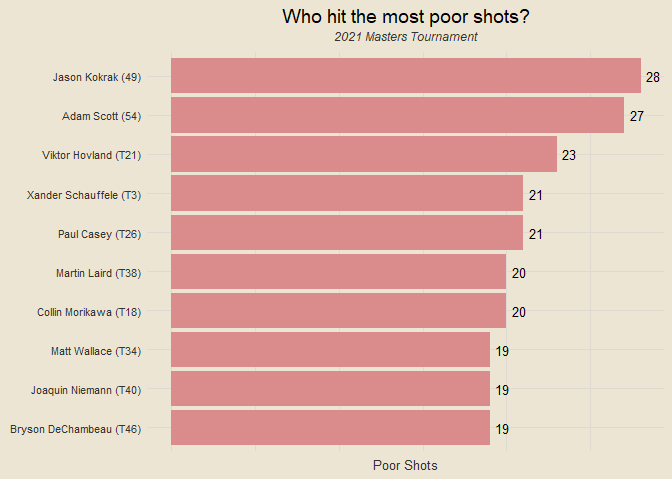 Who hit the most poor shots?
2021 Masters Tournament
Jason Kokrak (49) 28
Adam Scott (54) 27
Viktor Hovland (T21) 23
Xander Schauffele (T3) 21
Paul Casey (T26) 21
Martin Laird (T38) 20
Collin Morikawa (T18) 20
Matt Wallace (T34) 19
Joaquin Niemann (T40) 19
Bryson DeChambeau (T46) 19
Poor Shots